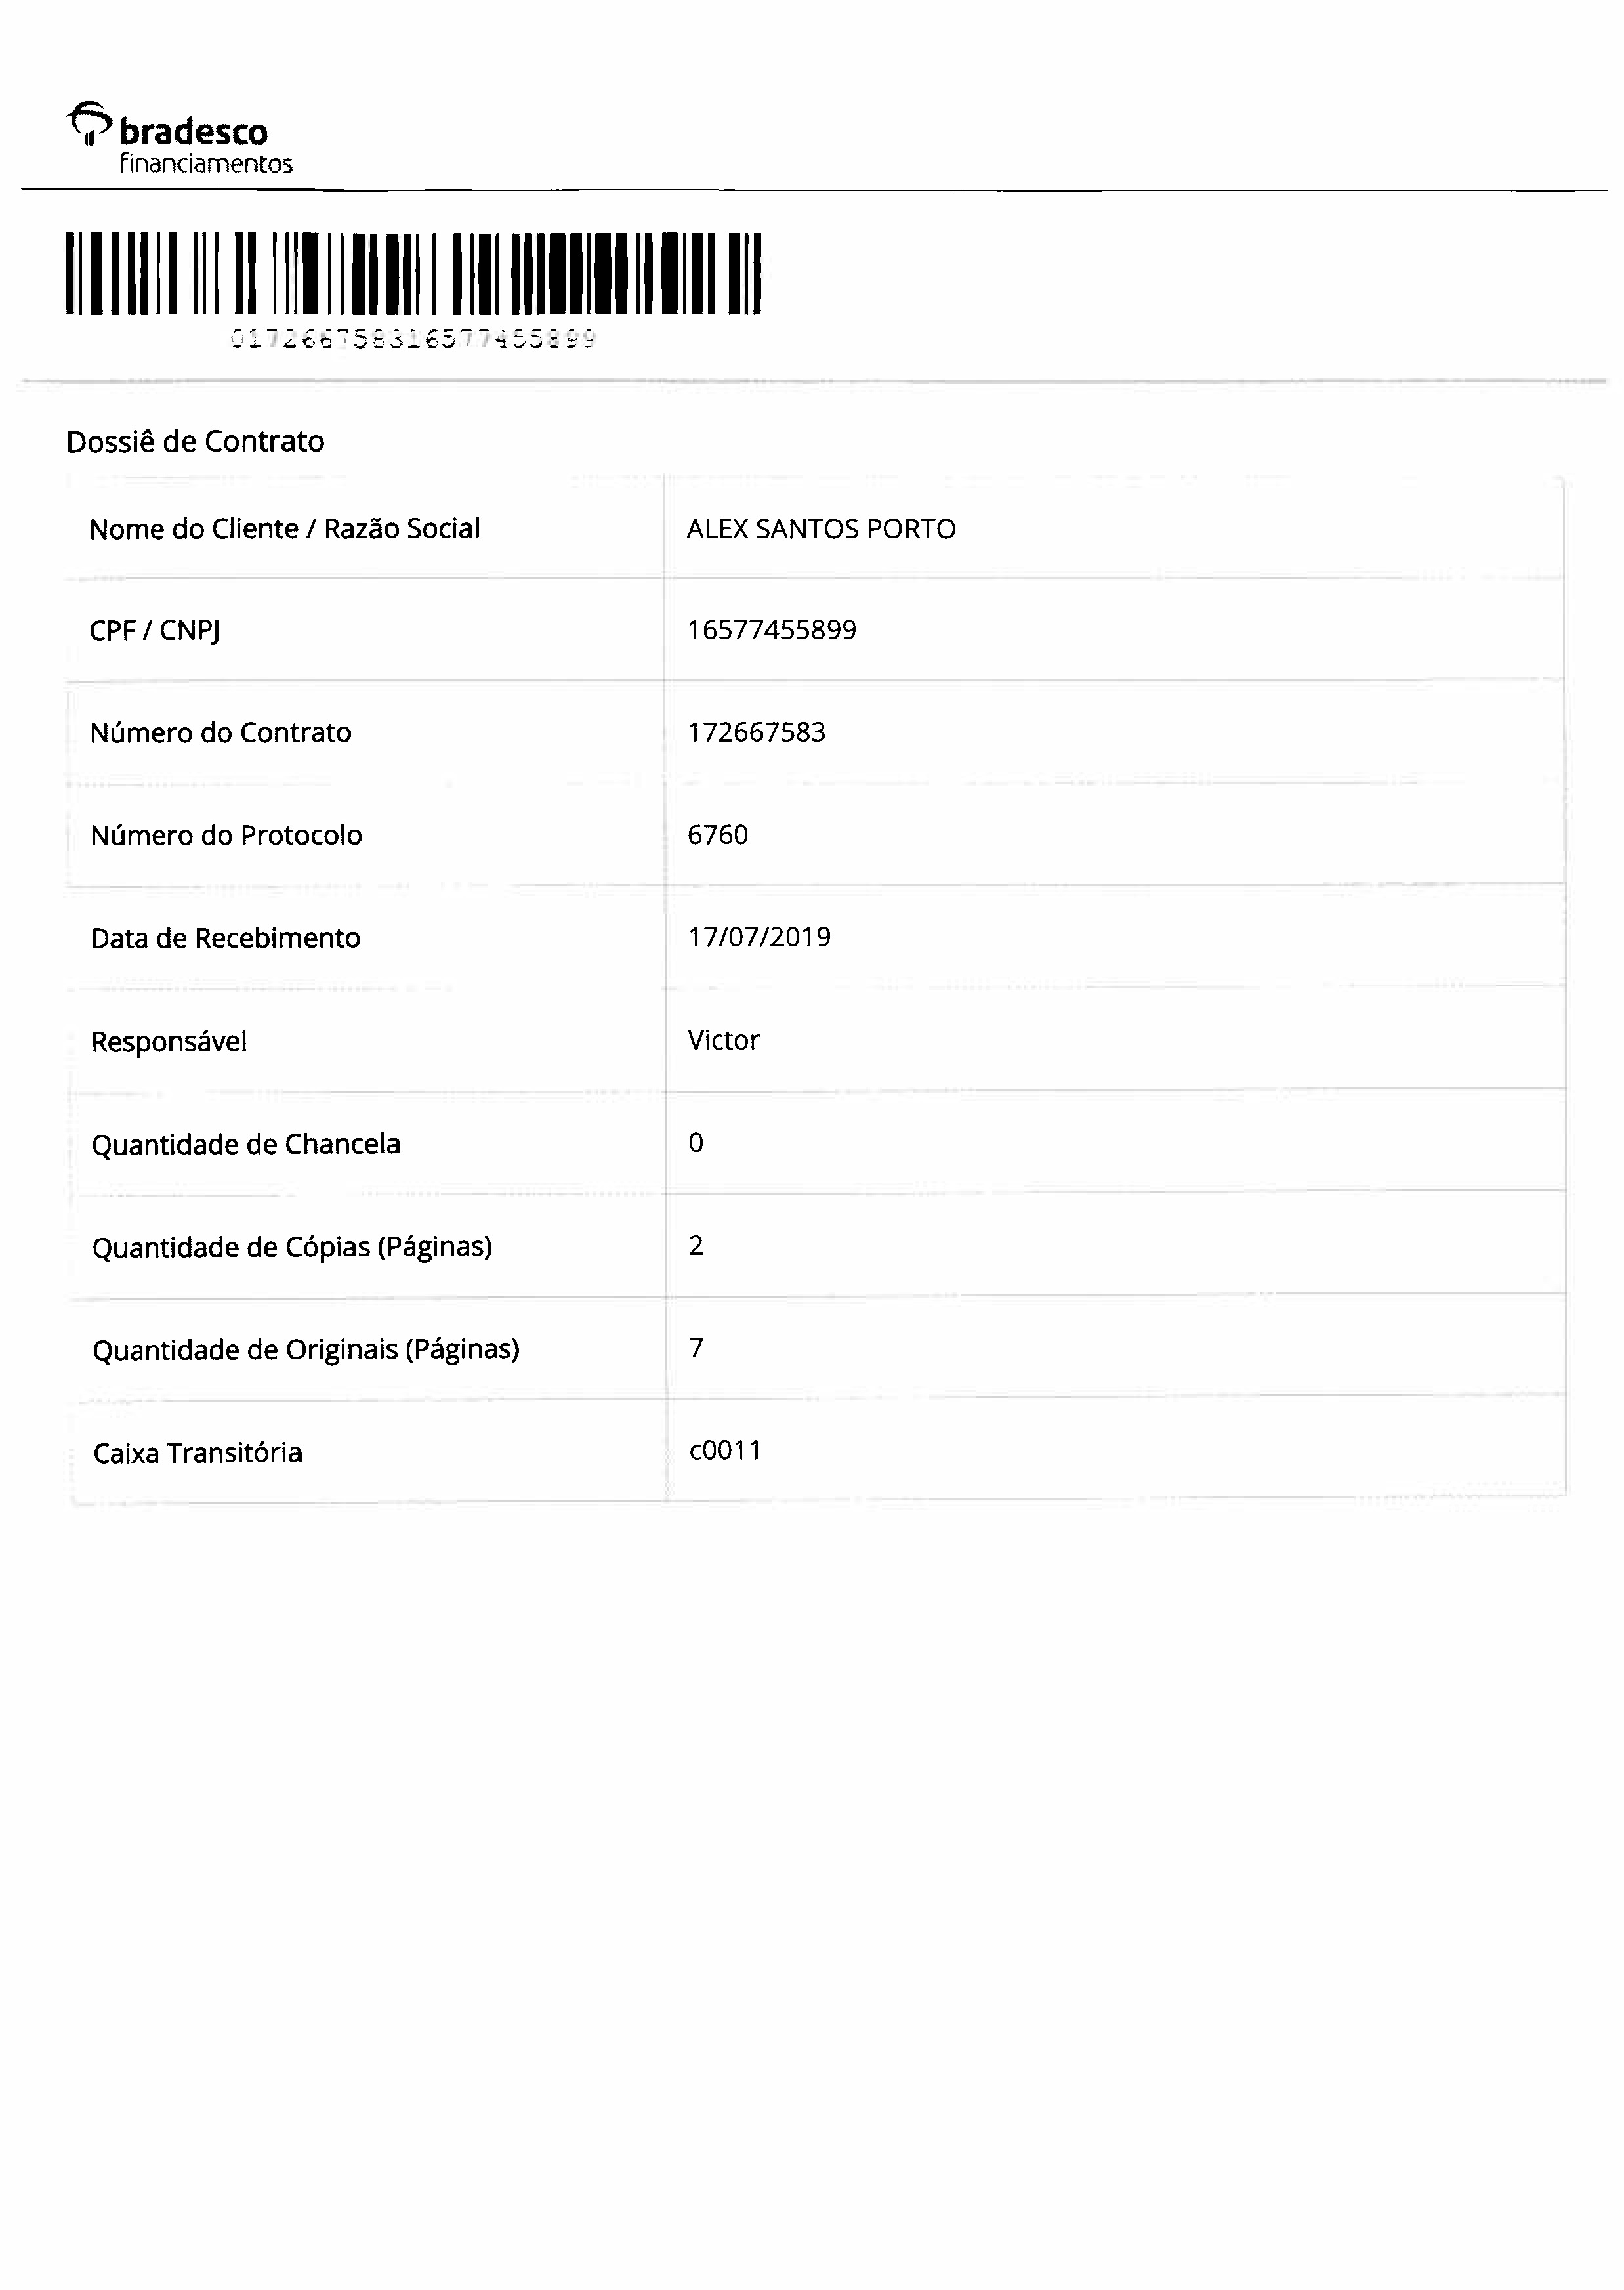 bradesco
financiamentos
01726675831657745​5899
Dossiê de Contrato
Nome do Cliente / Razão Social ALEX SANTOS PORTO
CPF / CNPJ 16577455899
Número do Contrato 172667583
Número do Protocolo 6760
Data de Recebimento 17/07/2019
Responsável Victor
Quantidade de Chancela 0
Quantidade de Cópias (Páginas) 2
Quantidade de Originais (Páginas) 7
Caixa Transitória c0011